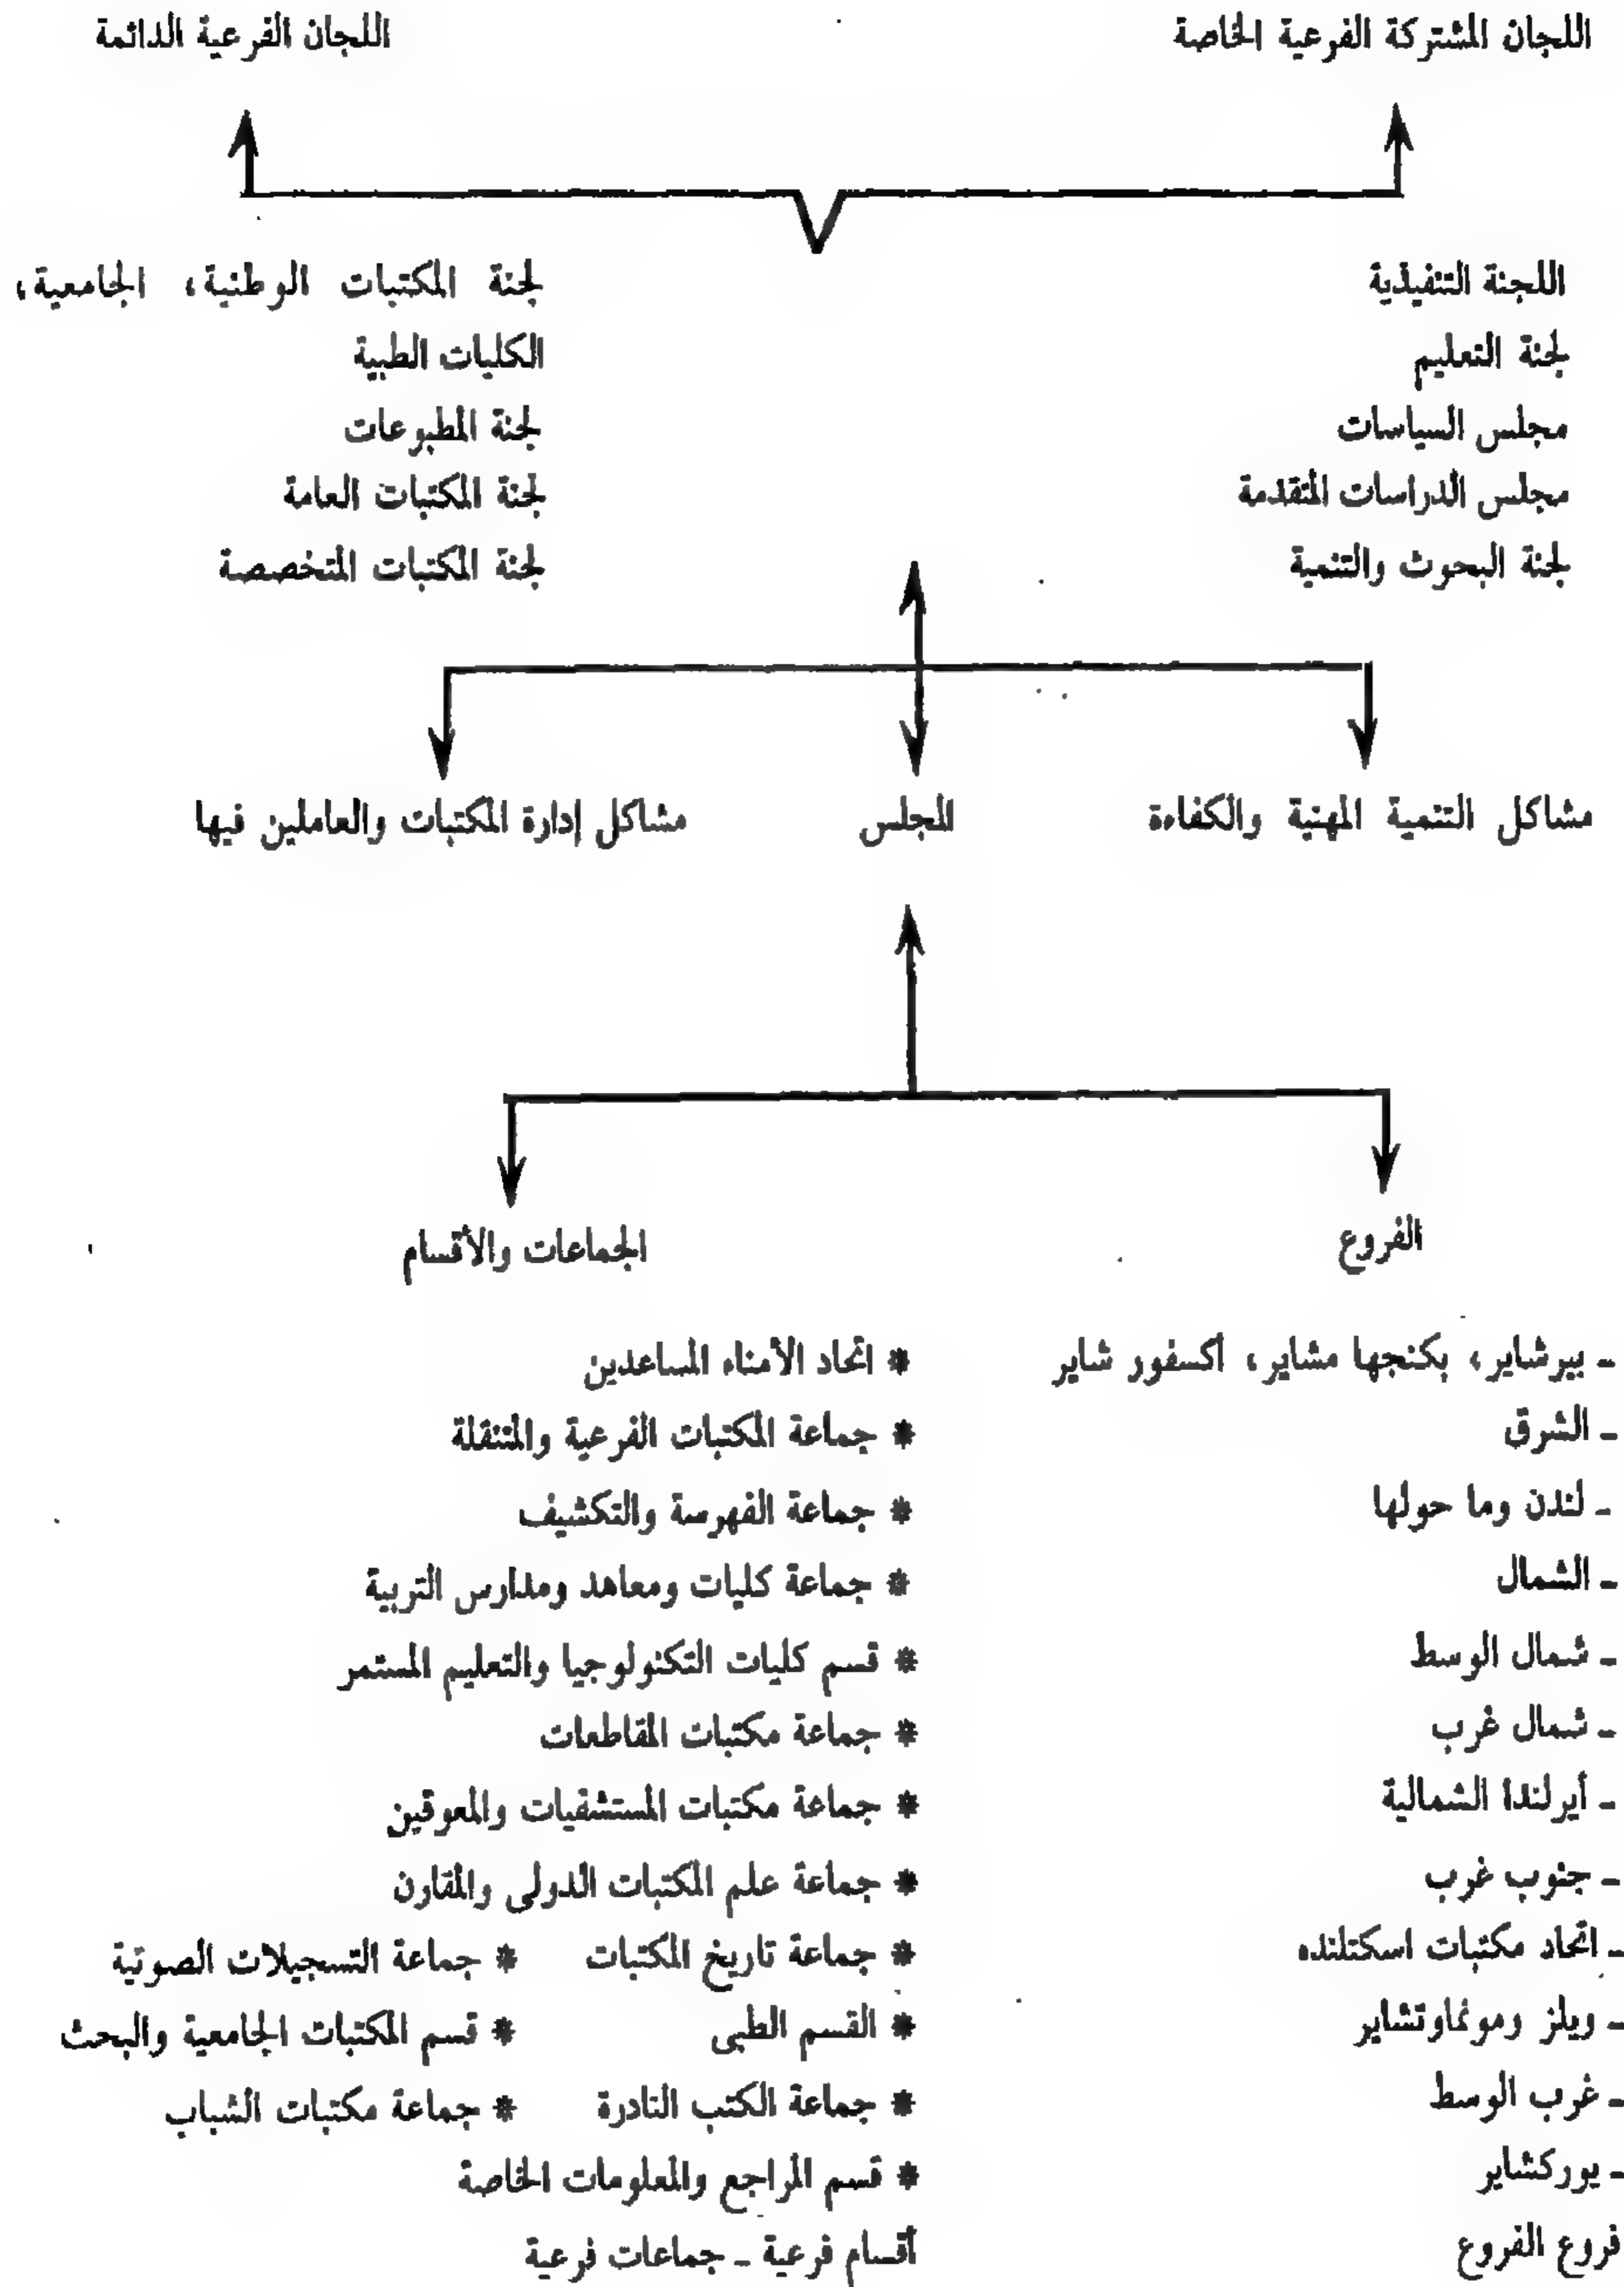 اللجان المشتركة الفرعية الخاصة
اللجان الفرعية الدائمة
اللجنة التنفيذية
لجنة التعليم
مجلس السياسات
مجلس الدراسات المتقدمة
لجنة البحوث والتنمية
لجنة المكتبات الوطنية، الجامعية،
الكليات الطبية
لجنة المطبوعات
لجنة المكتبات العامة
لجنة المكتبات المتخصصة
مشاكل التنمية المهنية والكفاءة
المجلس
مشاكل إدارة المكتبات والعاملين فيها
الفروع
ـ بيرشاير، بكنجها مشاير، أكسفور شاير
ـ الشرق
ـ لندن وما حولها
ـ الشمال
ـ شمال الوسط
ـ شمال غرب
ـ أيرلندا الشمالية
ـ جنوب غرب
ـ اتحاد مكتبات اسكتلنده
ـ ويلز ومونماوتشاير
ـ غرب الوسط
ـ يوركشاير
فروع الفروع
الجماعات والأقسام
* اتحاد الأمناء المساعدين
* جماعة المكتبات الفرعية والمتنقلة
* جماعة الفهرسة والتكشيف
* جماعة كليات ومعاهد ومدارس التربية
* قسم كليات التكنولوجيا والتعليم المستمر
* جماعة مكتبات المقاطعات
* جماعة مكتبات المستشفيات والمعوقين
* جماعة علم المكتبات الدولى والمقارن
* جماعة تاريخ المكتبات * جماعة التسجيلات الصوتية
* القسم الطبى * قسم المكتبات الجامعية والبحث
* جماعة الكتب النادرة * جماعة مكتبات الشباب
* قسم المراجع والمعلومات الخاصة
أقسام فرعية ـ جماعات فرعية